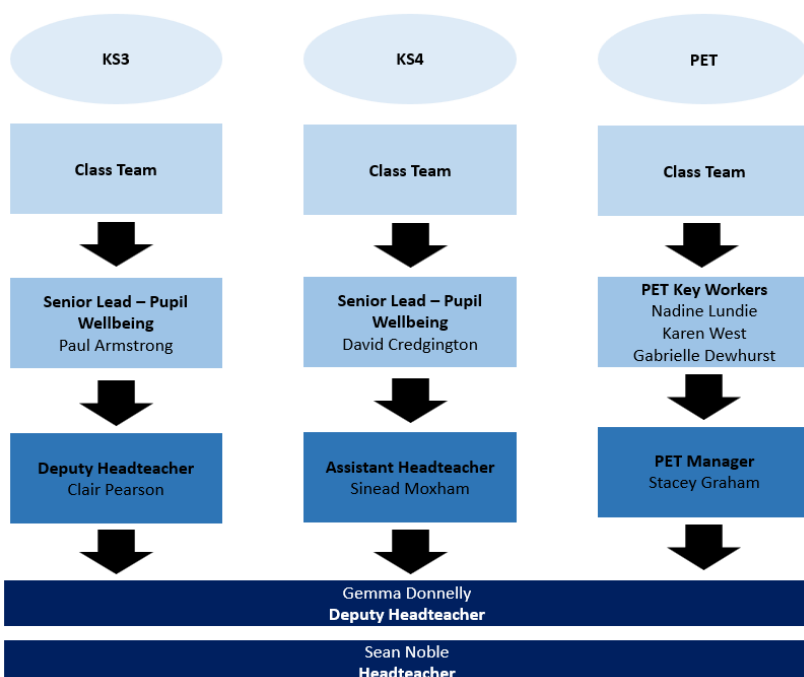 KS3
KS4
PET
Class Team
Class Team
Class Team
Senior Lead – Pupil
Wellbeing
Paul Armstrong
Senior Lead – Pupil
Wellbeing
David Credgington
PET Key Workers
Nadine Lundie
Karen West
Gabrielle Dewhurst
Deputy Headteacher
Clair Pearson
Assistant Headteacher
Sinead Moxham
PET Manager
Stacey Graham
Gemma Donnelly
Deputy Headteacher
Sean Noble
Headteacher